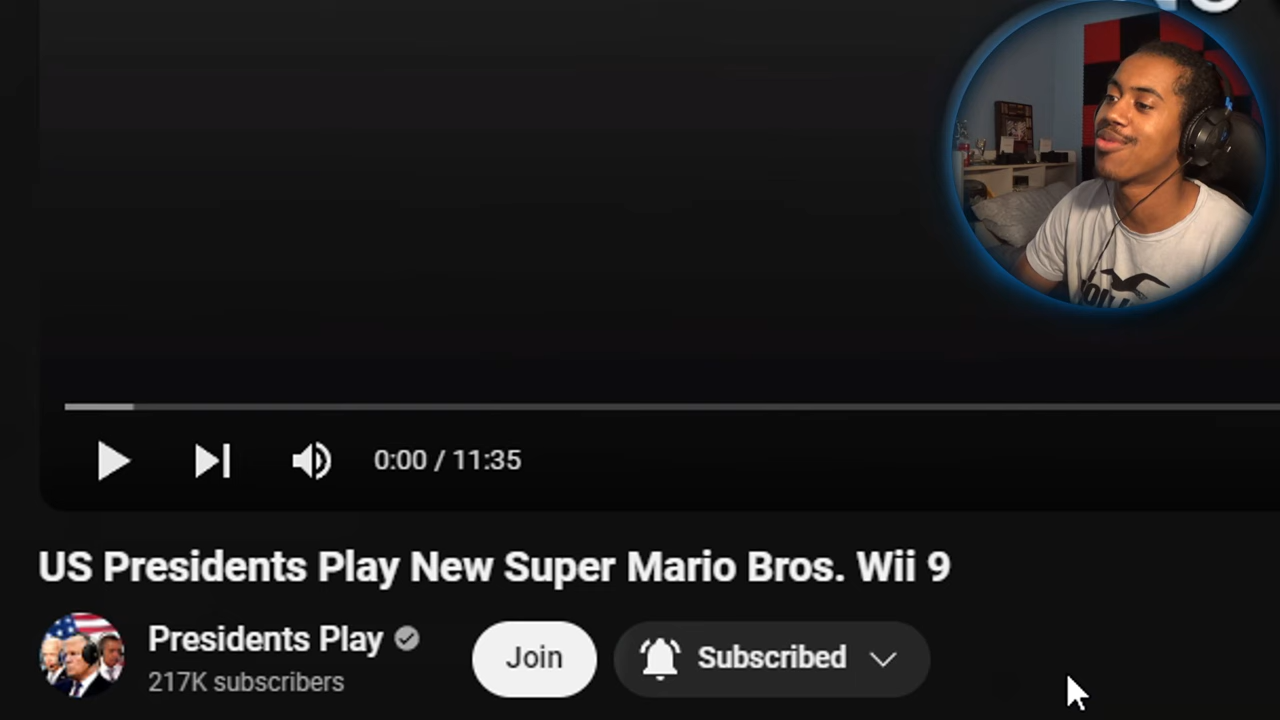 0:00 / 11:35
US Presidents Play New Super Mario Bros. Wii 9
Presidents Play
217K subscribers
Join
Subscribed